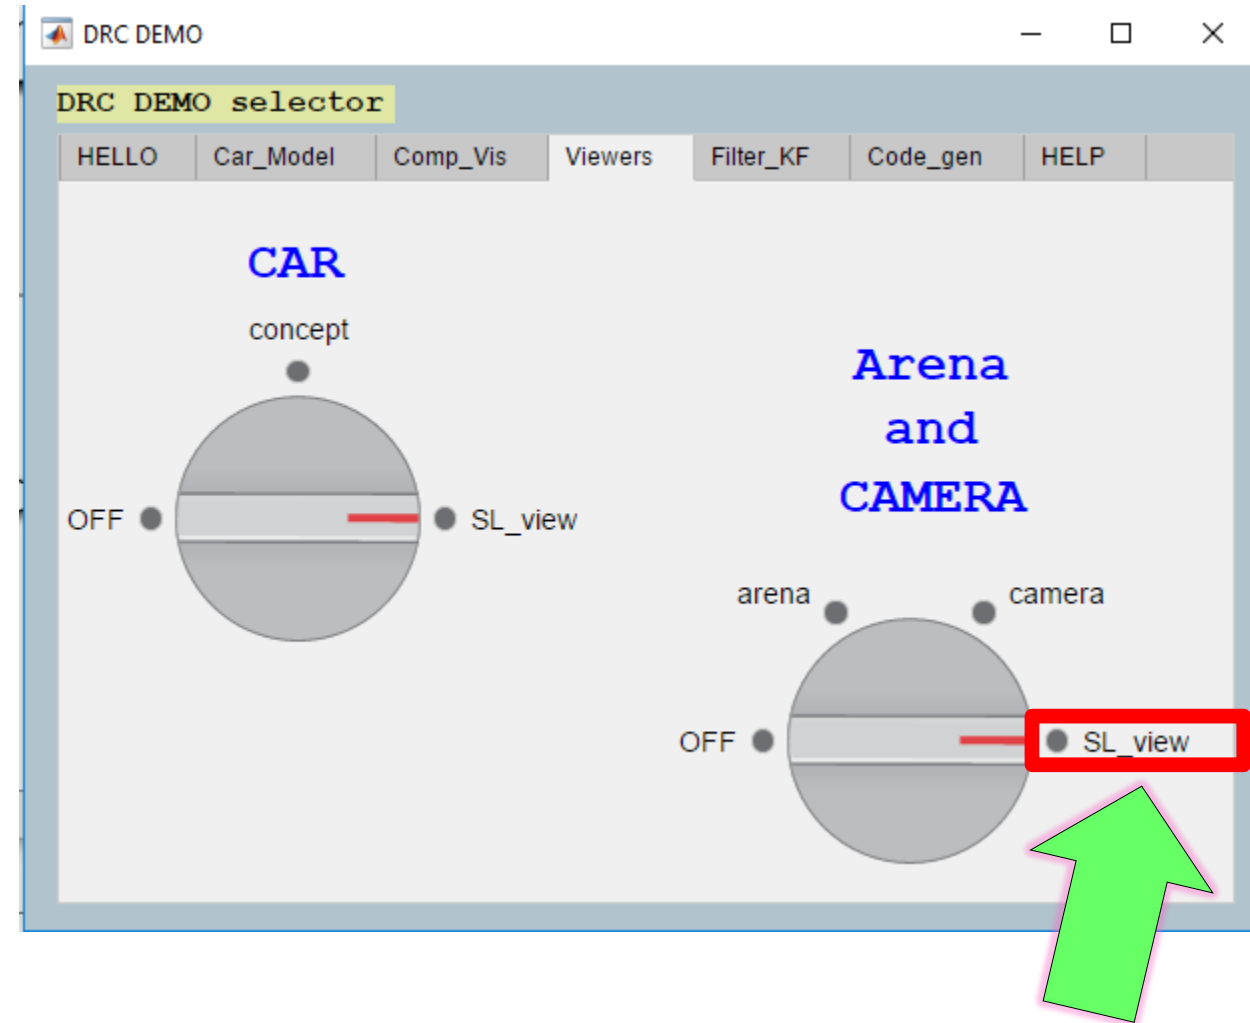 DRC DEMO
DRC DEMO selector
HELLO Car_Model Comp_Vis Viewers Filter_KF Code_gen HELP
CAR
concept
OFF SL_view
Arena
and
CAMERA
arena camera
OFF SL_view